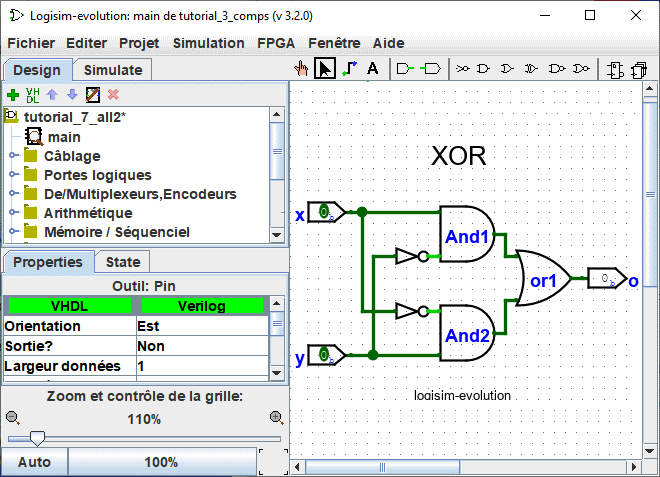 Logisim-evolution: main de tutorial_3_comps (v 3.2.0)
Fichier Editer Projet Simulation FPGA Fenêtre Aide
Design Simulate
A
VH
DL
tutorial_7_all2*
main
Câblage
Portes logiques
De/Multiplexeurs,Encodeurs
Arithmétique
Mémoire / Séquenciel
Properties State
Outil: Pin
VHDL Verilog
Orientation Est
Sortie? Non
Largeur données 1
Zoom et contrôle de la grille:
110%
Auto 100%
XOR
x 0
And1
or1 0 o
And2
y 0
logisim-evolution